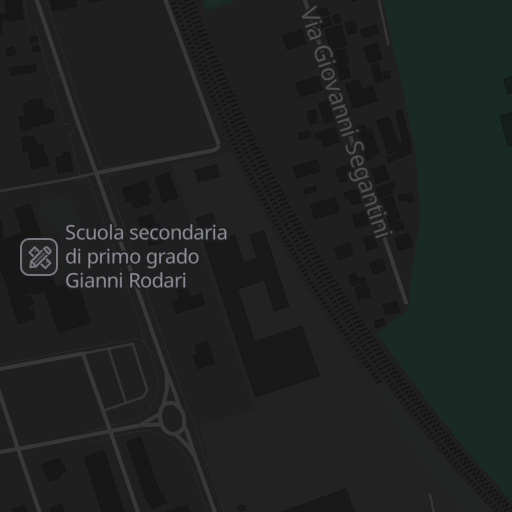 Via Giovanni Segantini
Scuola secondaria
di primo grado
Gianni Rodari